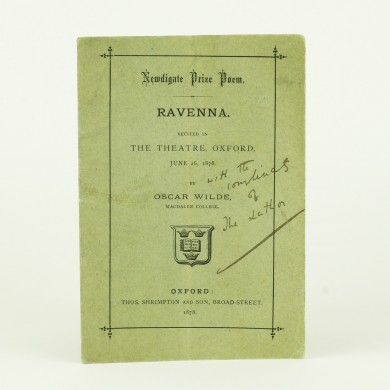 Newdigate Prize Poem.
RAVENNA.
RECITED IN
THE THEATRE, OXFORD,
JUNE 26, 1878.
BY
OSCAR WILDE,
MAGDALEN COLLEGE.
with the
compliments
of
the author
OXFORD:
THOS. SHRIMPTON AND SON, BROAD-STREET.
1878.